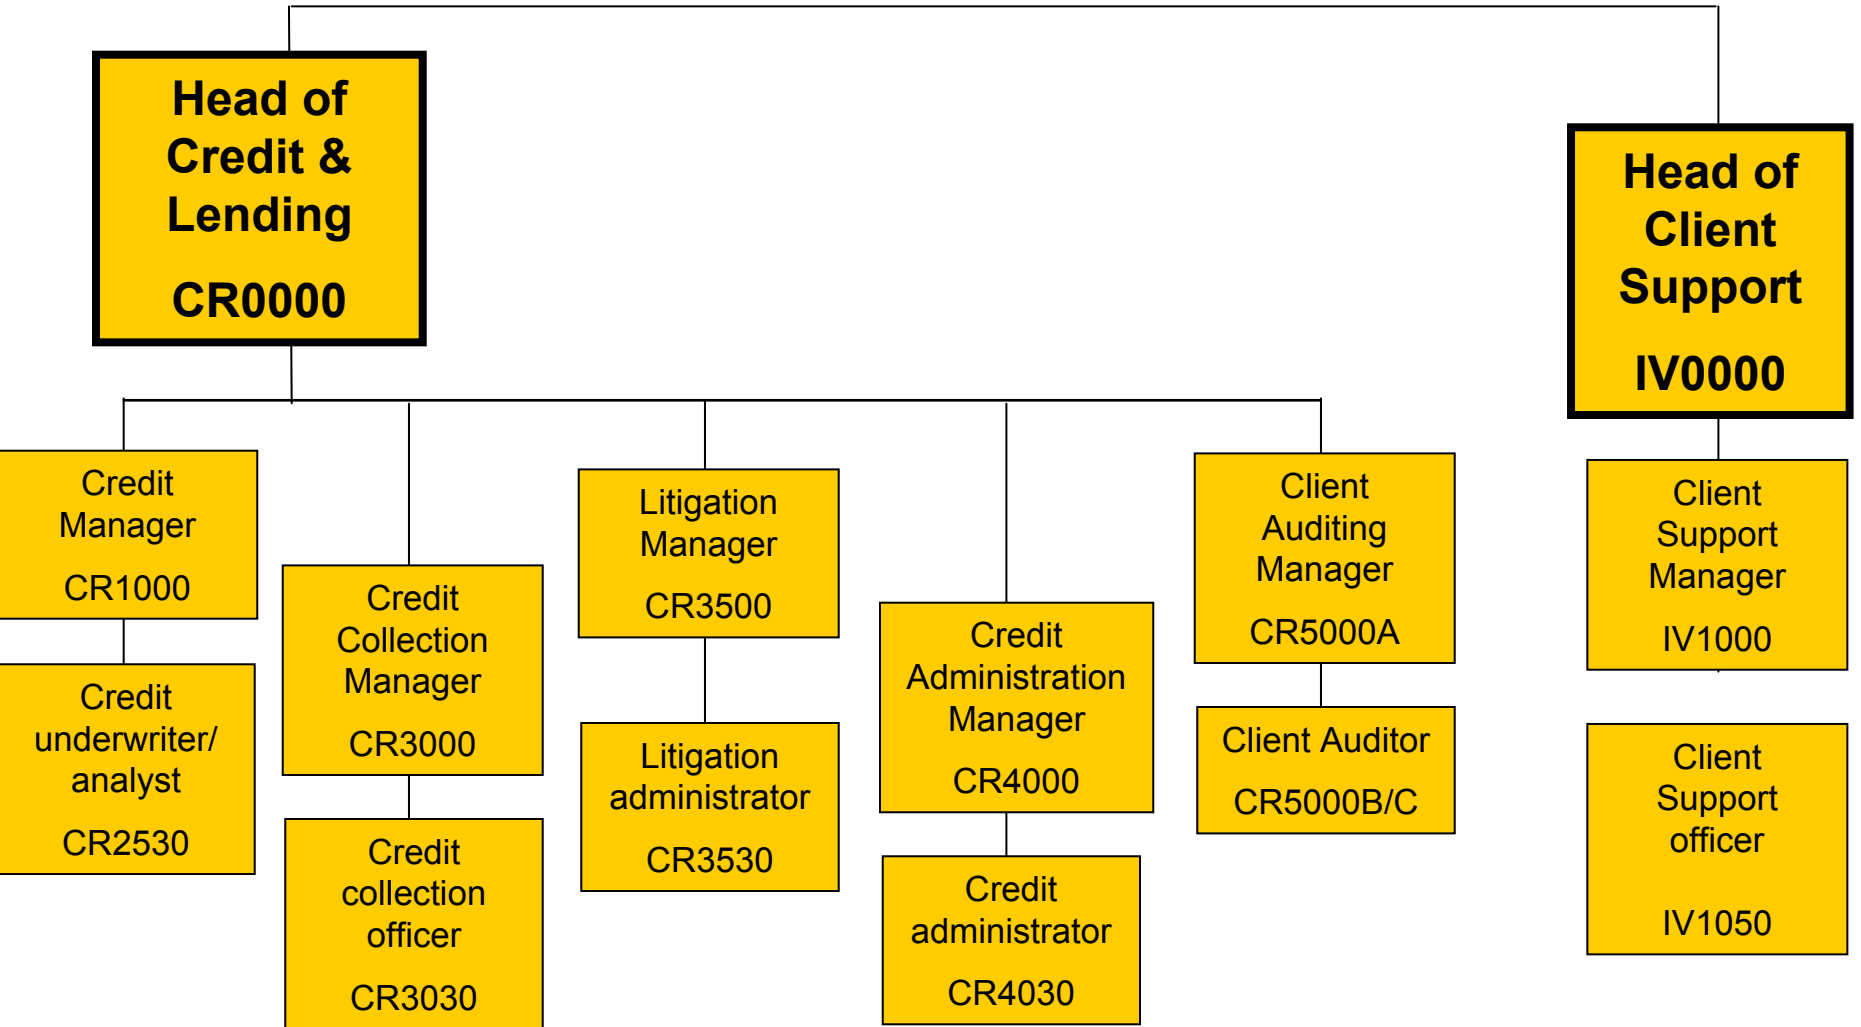 Head of
Credit &
Lending
CR0000
Head of
Client
Support
IV0000
Credit
Manager
CR1000
Credit
underwriter/
analyst
CR2530
Credit
Collection
Manager
CR3000
Credit
collection
officer
CR3030
Litigation
Manager
CR3500
Litigation
administrator
CR3530
Credit
Administration
Manager
CR4000
Credit
administrator
CR4030
Client
Auditing
Manager
CR5000A
Client Auditor
CR5000B/C
Client
Support
Manager
IV1000
Client
Support
officer
IV1050